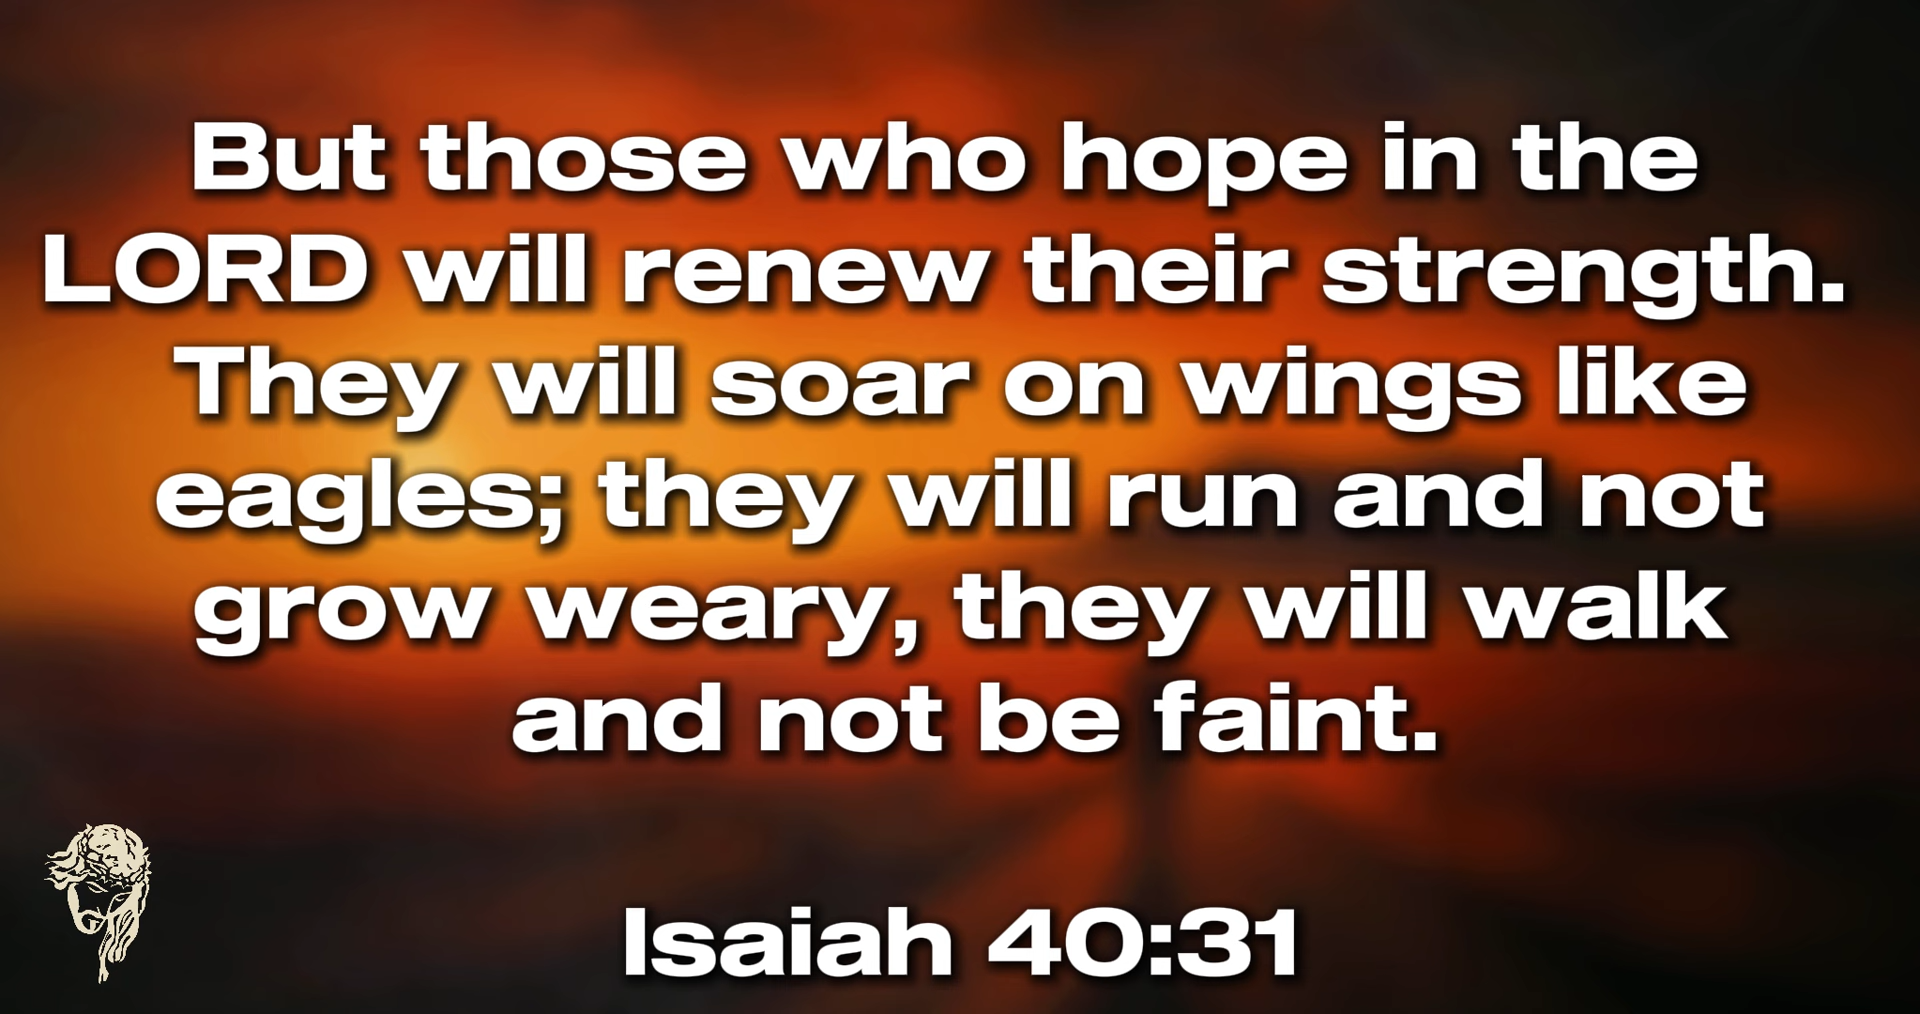 But those who hope in the
LORD will renew their strength.
They will soar on wings like
eagles; they will run and not
grow weary, they will walk
and not be faint.
Isaiah 40:31